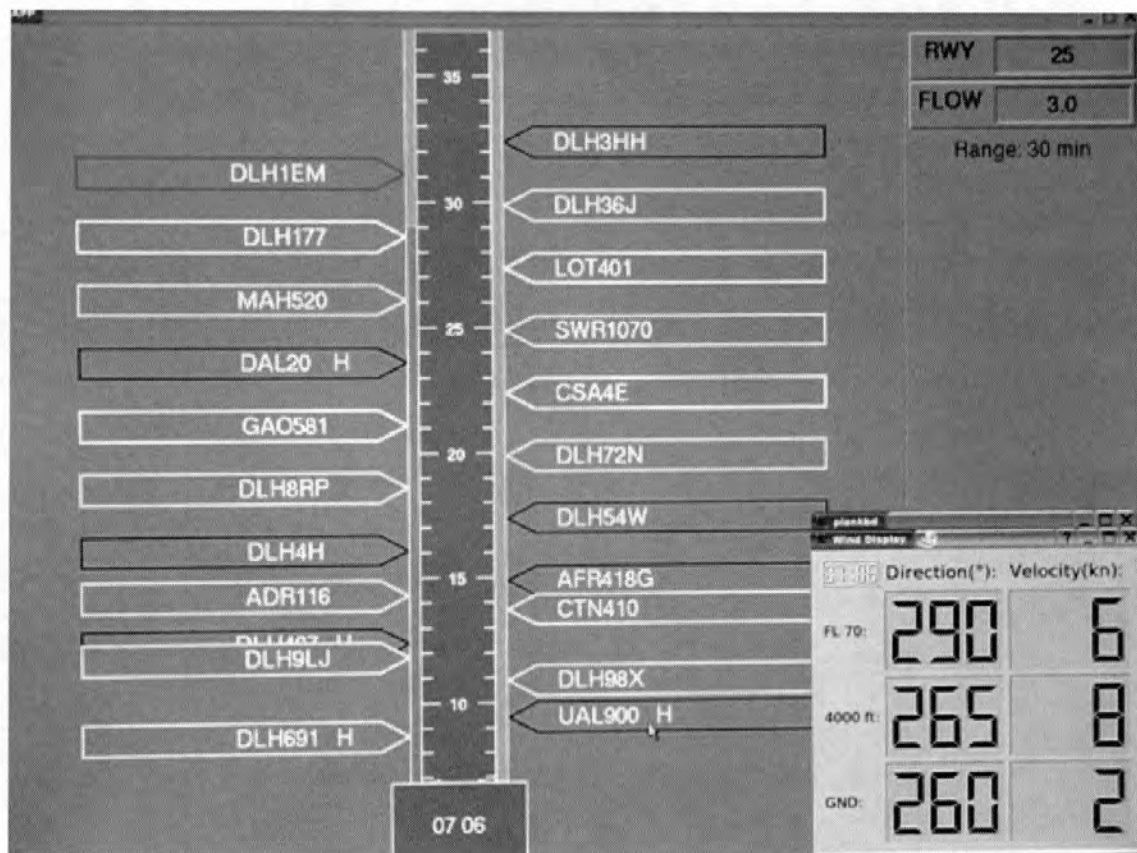 RWY 25
FLOW 3.0
Range: 30 min
35
DLH3HH
DLH1EM
30
DLH36J
DLH177
LOT401
MAH520
25
SWR1070
DAL20 H
CSA4E
GAO581
20
DLH72N
DLH8RP
DLH54W
DLH4H
15
AFR418G
ADR116
CTN410
DLH9LJ
DLH98X
10
UAL900 H
DLH691 H
07 06
Wind Display
Direction(°): Velocity(kn):
FL 70: 290 6
4000 ft: 265 8
GND: 260 2